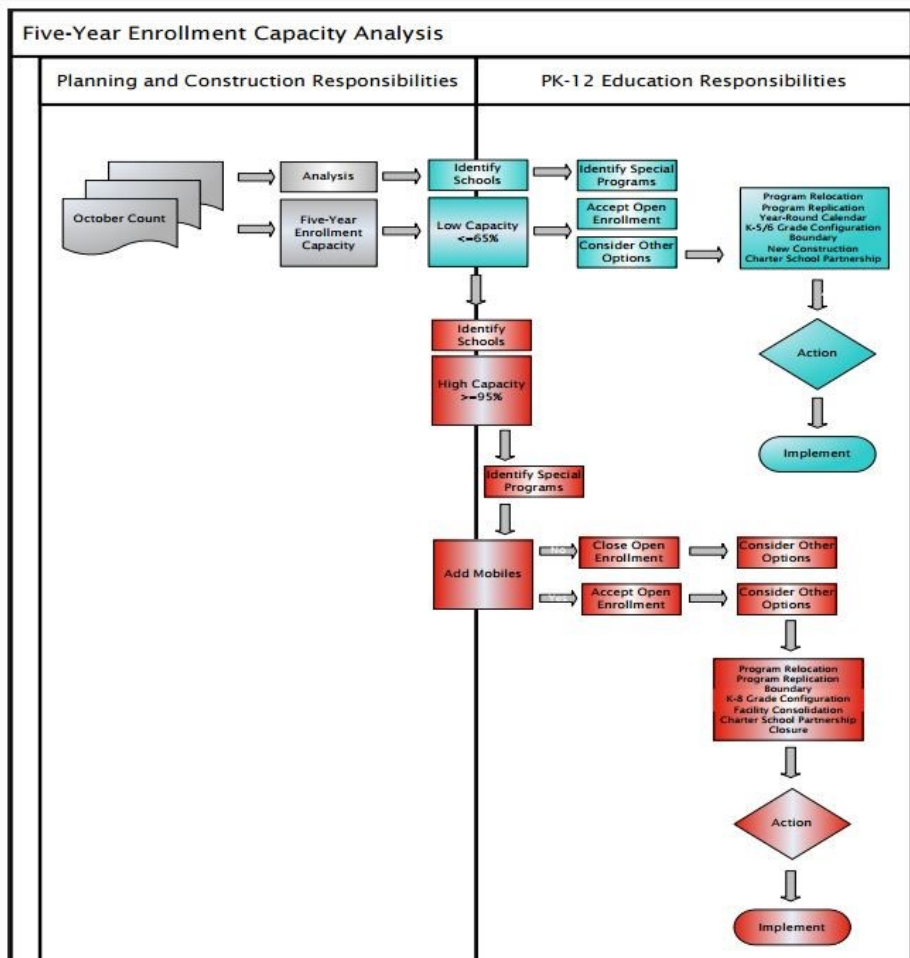 Five-Year Enrollment Capacity Analysis
Planning and Construction Responsibilities
PK-12 Education Responsibilities
October Count
Analysis
Five-Year
Enrollment
Capacity
Identify
Schools
Low Capacity
<=65%
Identify Special
Programs
Accept Open
Enrollment
Consider Other
Options
Program Relocation
Program Replication
Year-Round Calendar
K-5/6 Grade Configuration
Boundary
New Construction
Charter School Partnership
Action
Implement
Identify
Schools
High Capacity
>=95%
Identify Special
Programs
Add Mobiles
No
Close Open
Enrollment
Consider Other
Options
Yes
Accept Open
Enrollment
Consider Other
Options
Program Relocation
Program Replication
Boundary
K-8 Grade Configuration
Facility Consolidation
Charter School Partnership
Closure
Action
Implement